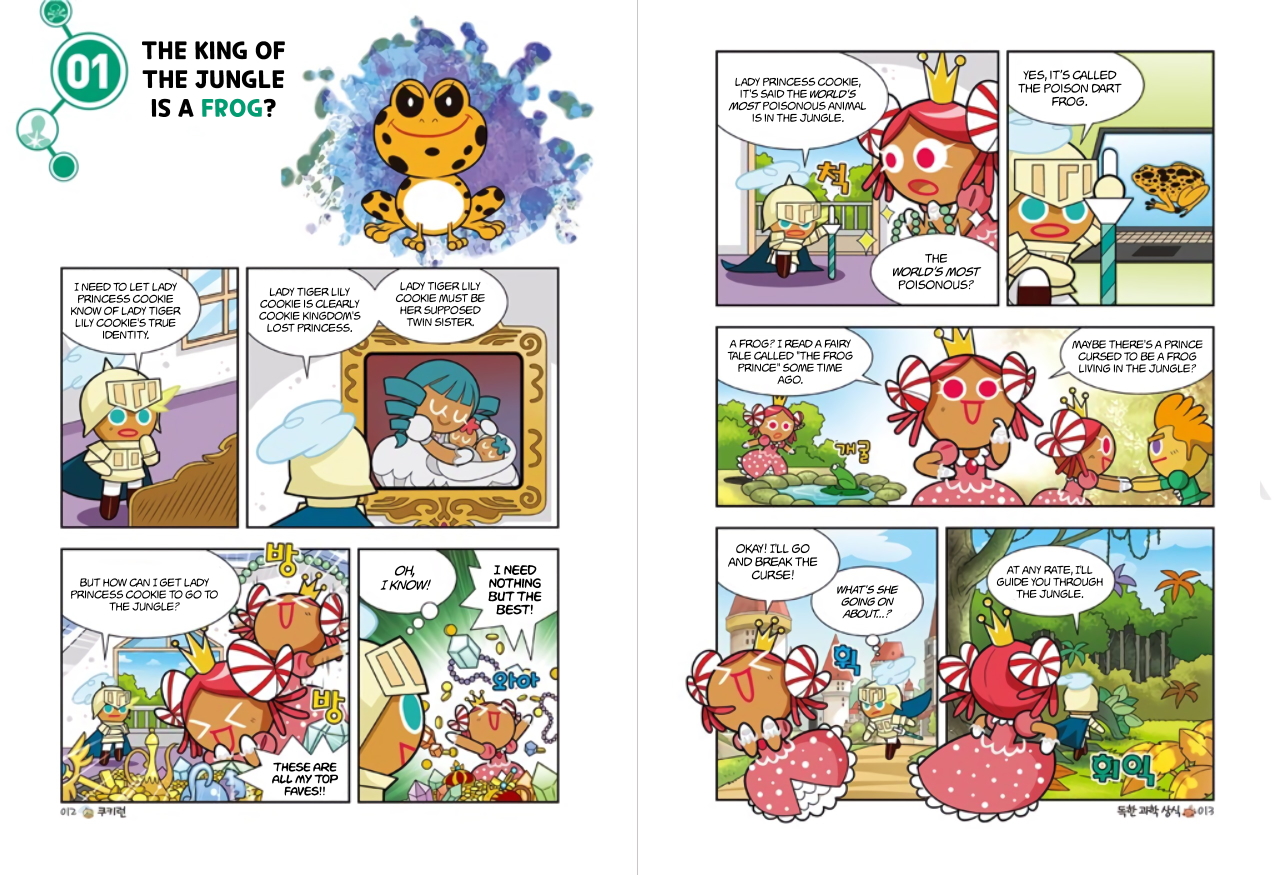 01
THE KING OF
THE JUNGLE
IS A FROG?
I NEED TO LET LADY
PRINCESS COOKIE
KNOW OF LADY TIGER
LILY COOKIE'S TRUE
IDENTITY.
LADY TIGER LILY
COOKIE IS CLEARLY
COOKIE KINGDOM'S
LOST PRINCESS.
LADY TIGER LILY
COOKIE MUST BE
HER SUPPOSED
TWIN SISTER.
BUT HOW CAN I GET LADY
PRINCESS COOKIE TO GO TO
THE JUNGLE?
방
방
THESE ARE
ALL MY TOP
FAVES!!
OH,
I KNOW!
I NEED
NOTHING
BUT THE
BEST!
와아
012 쿠키런
LADY PRINCESS COOKIE,
IT'S SAID THE WORLD'S
MOST POISONOUS ANIMAL
IS IN THE JUNGLE.
척
THE
WORLD'S MOST
POISONOUS?
YES, IT'S CALLED
THE POISON DART
FROG.
A FROG? I READ A FAIRY
TALE CALLED "THE FROG
PRINCE" SOME TIME
AGO.
개굴
MAYBE THERE'S A PRINCE
CURSED TO BE A FROG
LIVING IN THE JUNGLE?
OKAY! I'LL GO
AND BREAK THE
CURSE!
WHAT'S SHE
GOING ON
ABOUT...?
휙
AT ANY RATE, I'LL
GUIDE YOU THROUGH
THE JUNGLE.
휘익
독한 과학 상식 013